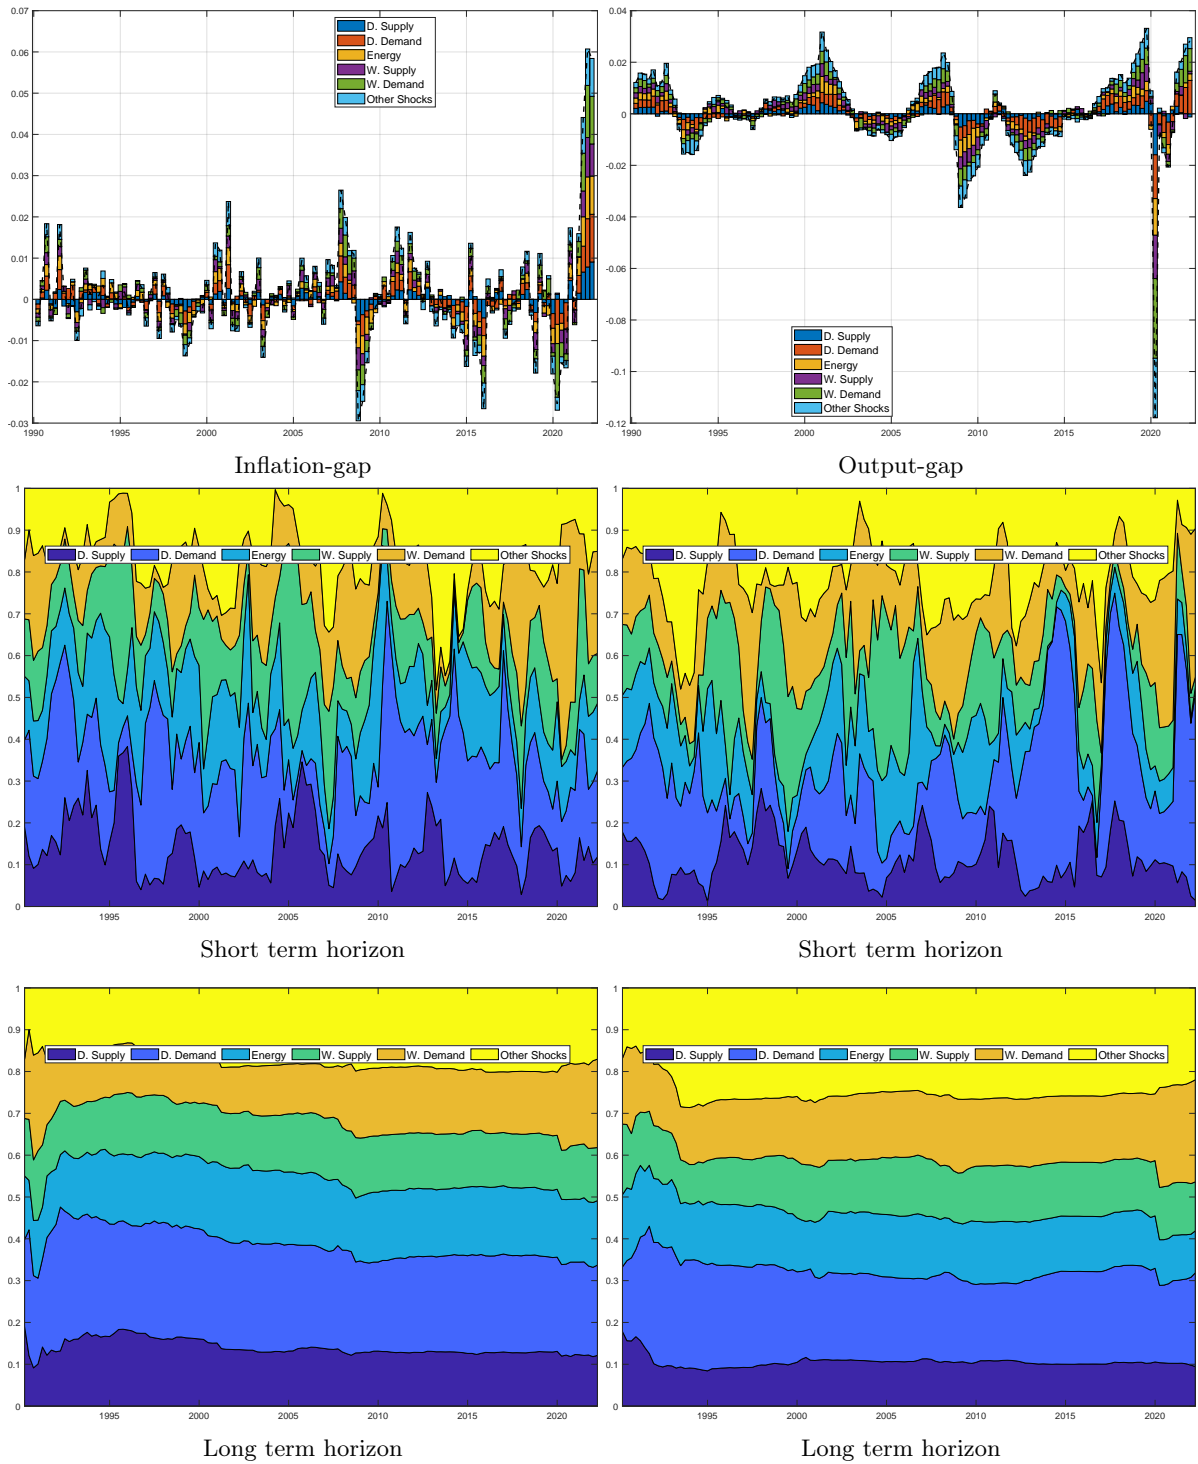 0.07
0.06
0.05
0.04
0.03
0.02
0.01
0
-0.01
-0.02
-0.03
1990 1995 2000 2005 2010 2015 2020
D. Supply
D. Demand
Energy
W. Supply
W. Demand
Other Shocks
Inflation-gap
0.04
0.02
0
-0.02
-0.04
-0.06
-0.08
-0.1
-0.12
1990 1995 2000 2005 2010 2015 2020
D. Supply
D. Demand
Energy
W. Supply
W. Demand
Other Shocks
Output-gap
1
0.9
0.8
0.7
0.6
0.5
0.4
0.3
0.2
0.1
0
D. Supply D. Demand Energy W. Supply W. Demand Other Shocks
1995 2000 2005 2010 2015 2020
Short term horizon
1
0.9
0.8
0.7
0.6
0.5
0.4
0.3
0.2
0.1
0
D. Supply D. Demand Energy W. Supply W. Demand Other Shocks
1995 2000 2005 2010 2015 2020
Short term horizon
1
0.9
0.8
0.7
0.6
0.5
0.4
0.3
0.2
0.1
0
D. Supply D. Demand Energy W. Supply W. Demand Other Shocks
1995 2000 2005 2010 2015 2020
Long term horizon
1
0.9
0.8
0.7
0.6
0.5
0.4
0.3
0.2
0.1
0
D. Supply D. Demand Energy W. Supply W. Demand Other Shocks
1995 2000 2005 2010 2015 2020
Long term horizon